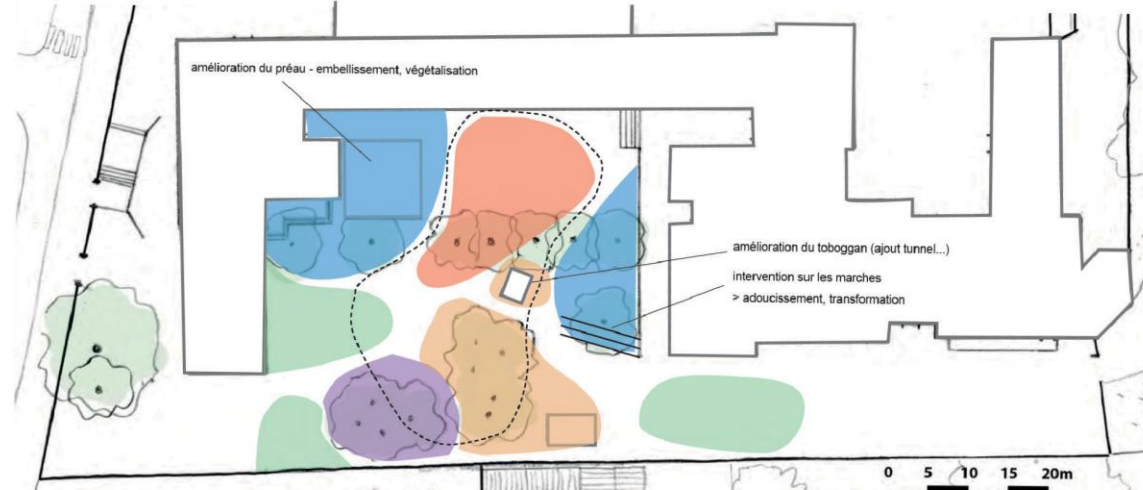 amélioration du préau - embellissement, végétalisation
amélioration du toboggan (ajout tunnel...)
intervention sur les marches
> adoucissement, transformation
0 5 10 15 20m